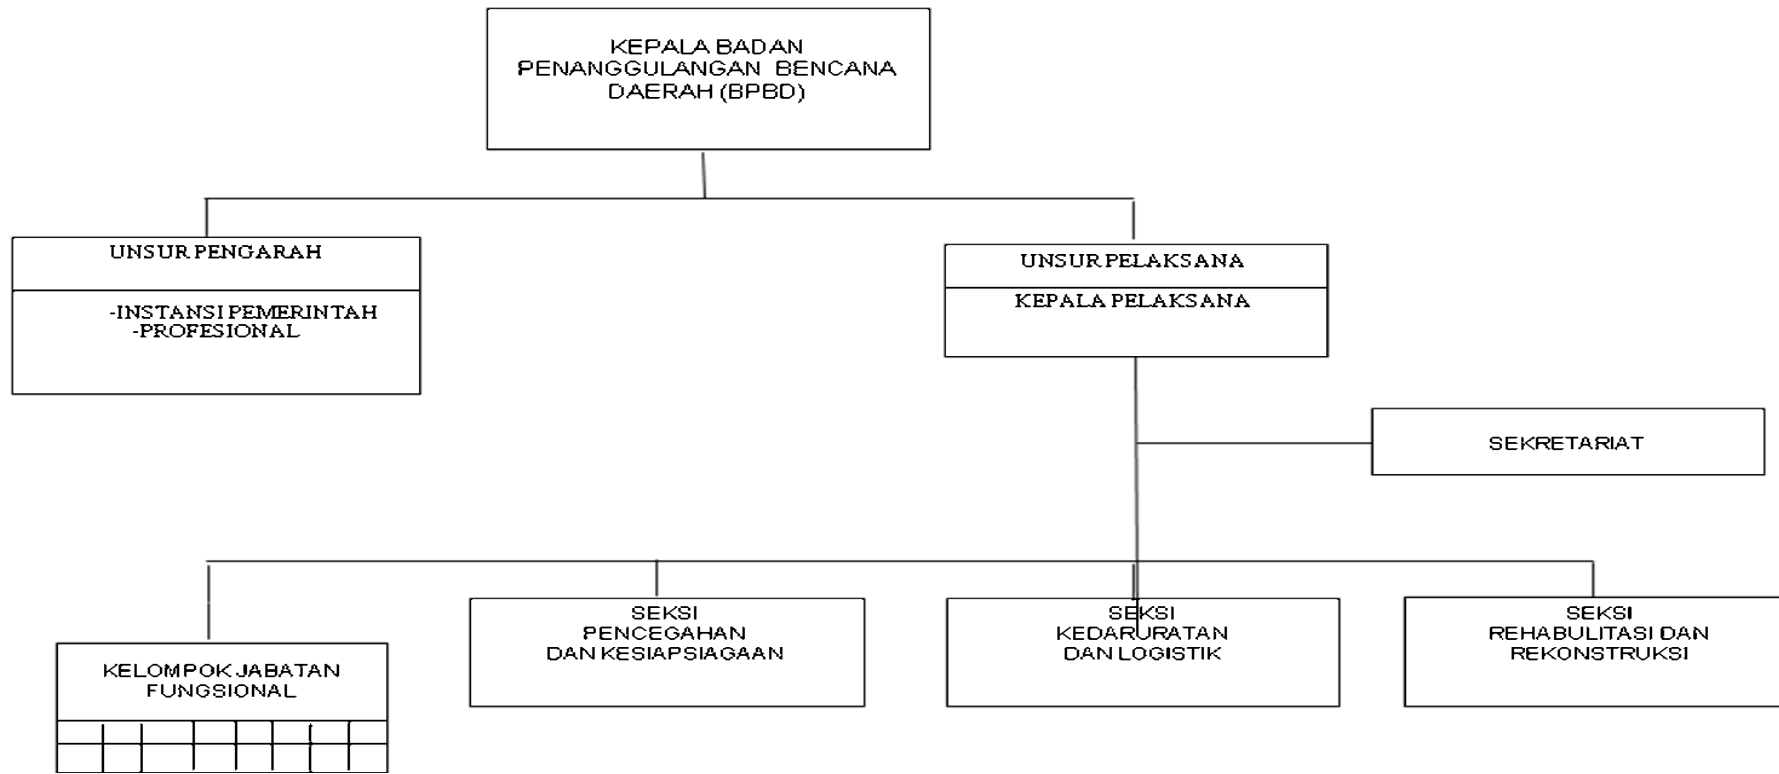 KEPALA BADAN
PENANGGULANGAN BENCANA
DAERAH (BPBD)
UNSUR PENGARAH
-INSTANSI PEMERINTAH
-PROFESIONAL
UNSUR PELAKSANA
KEPALA PELAKSANA
SEKRETARIAT
KELOMPOK JABATAN
FUNGSIONAL
SEKSI
PENCEGAHAN
DAN KESIAPSIAGAAN
SEKSI
KEDARURATAN
DAN LOGISTIK
SEKSI
REHABULITASI DAN
REKONSTRUKSI